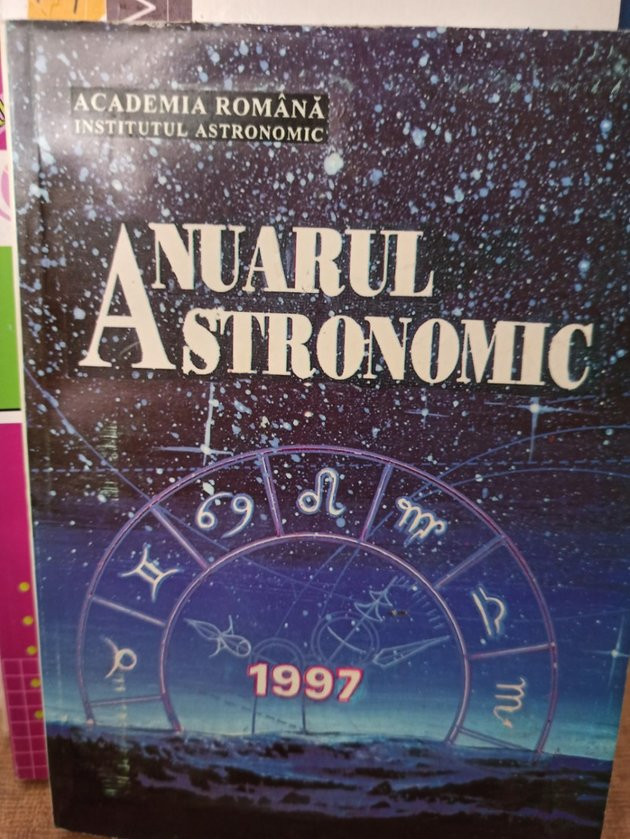 ACADEMIA ROMÂNĂ
INSTITUTUL ASTRONOMIC
ANUARUL
ASTRONOMIC
1997